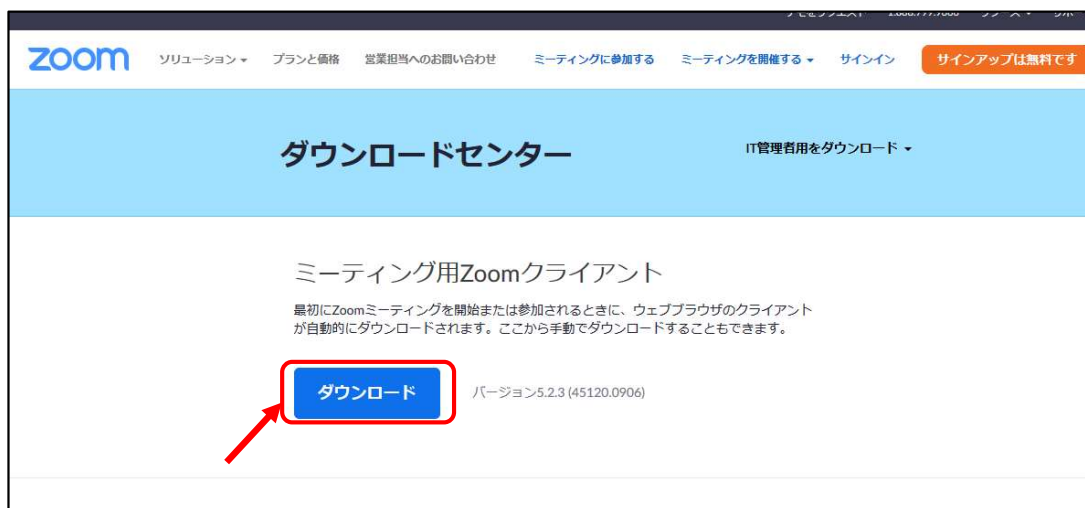 zoom ソリューション プランと価格 営業担当へのお問い合わせ ミーティングに参加する ミーティングを開催する サインイン サインアップは無料です
ダウンロードセンター IT管理者用をダウンロード
ミーティング用Zoomクライアント
最初にZoomミーティングを開始または参加されるときに、ウェブブラウザのクライアント
が自動的にダウンロードされます。ここから手動でダウンロードすることもできます。
ダウンロード バージョン5.2.3 (45120.0906)